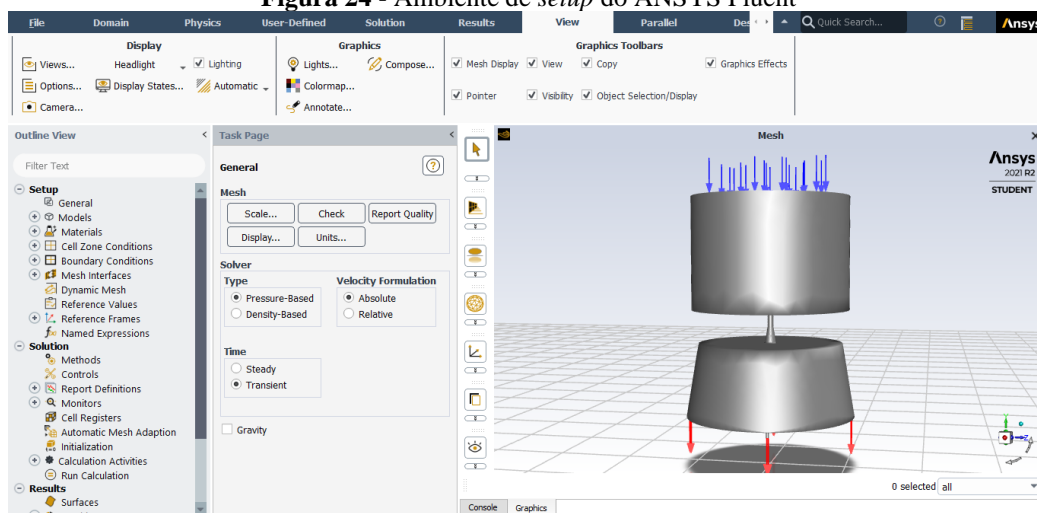 Figura 24 - Ambiente de setup do ANSYS Fluent
File Domain Physics User-Defined Solution Results View Parallel Des Quick Search... Ansys
Display
Views... Headlight Lighting
Options... Display States... Automatic
Camera...
Graphics
Lights... Compose...
Colormap...
Annotate...
Graphics Toolbars
Mesh Display View Copy Graphics Effects
Pointer Visibility Object Selection/Display
Outline View
Filter Text
Setup
General
Models
Materials
Cell Zone Conditions
Boundary Conditions
Mesh Interfaces
Dynamic Mesh
Reference Values
Reference Frames
Named Expressions
Solution
Methods
Controls
Report Definitions
Monitors
Cell Registers
Automatic Mesh Adaption
Initialization
Calculation Activities
Run Calculation
Results
Surfaces
Task Page
General
Mesh
Scale... Check Report Quality
Display... Units...
Solver
Type Velocity Formulation
Pressure-Based Absolute
Density-Based Relative
Time
Steady
Transient
Gravity
Mesh
Ansys
2021 R2
STUDENT
0 selected all
Console Graphics